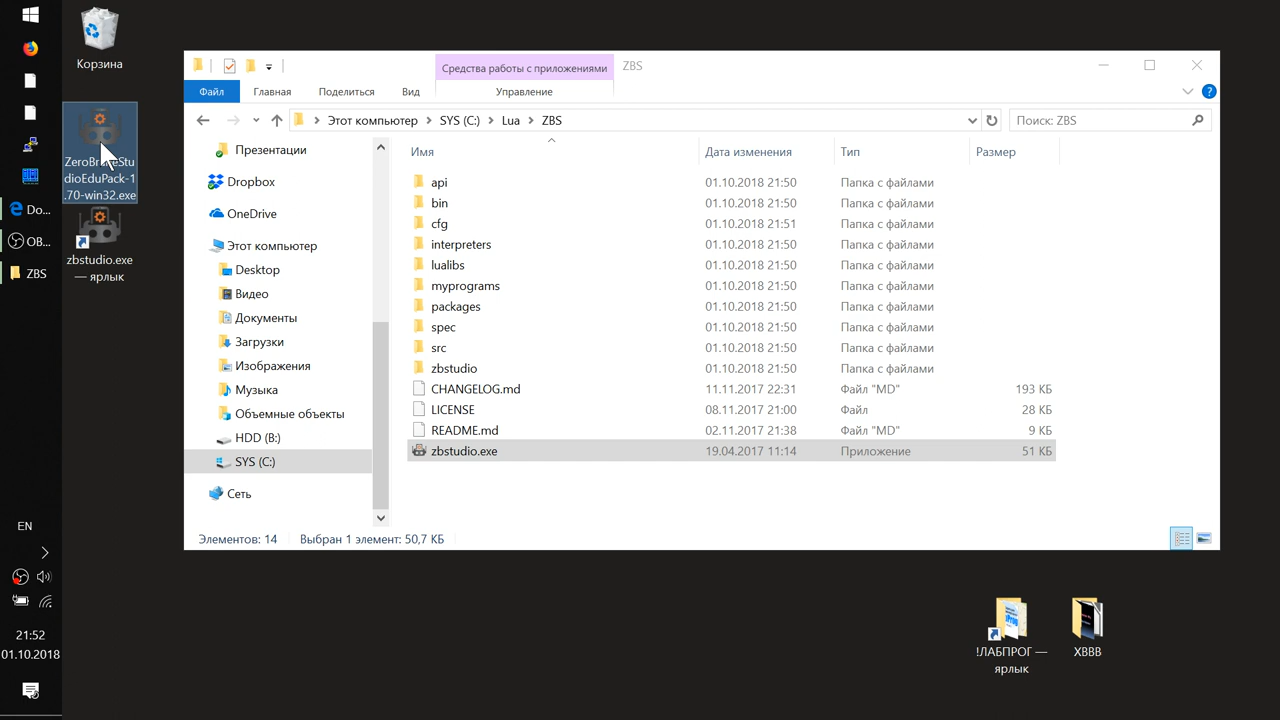 Корзина
ZeroBraneStu
dioEduPack-1
.70-win32.exe
zbstudio.exe
— ярлык
Do...
OB...
ZBS
EN
21:52
01.10.2018
Средства работы с приложениями
ZBS
Файл
Главная
Поделиться
Вид
Управление
Этот компьютер
SYS (C:)
Lua
ZBS
Поиск: ZBS
Презентации
Dropbox
OneDrive
Этот компьютер
Desktop
Видео
Документы
Загрузки
Изображения
Музыка
Объемные объекты
HDD (B:)
SYS (C:)
Сеть
Имя Дата изменения Тип Размер
api 01.10.2018 21:50 Папка с файлами
bin 01.10.2018 21:50 Папка с файлами
cfg 01.10.2018 21:51 Папка с файлами
interpreters 01.10.2018 21:50 Папка с файлами
lualibs 01.10.2018 21:50 Папка с файлами
myprograms 01.10.2018 21:50 Папка с файлами
packages 01.10.2018 21:50 Папка с файлами
spec 01.10.2018 21:50 Папка с файлами
src 01.10.2018 21:50 Папка с файлами
zbstudio 01.10.2018 21:50 Папка с файлами
CHANGELOG.md 11.11.2017 22:31 Файл "MD" 193 КБ
LICENSE 08.11.2017 21:00 Файл 28 КБ
README.md 02.11.2017 21:38 Файл "MD" 9 КБ
zbstudio.exe 19.04.2017 11:14 Приложение 51 КБ
Элементов: 14 Выбран 1 элемент: 50,7 КБ
!ЛАБПРОГ —
ярлык
XBBB